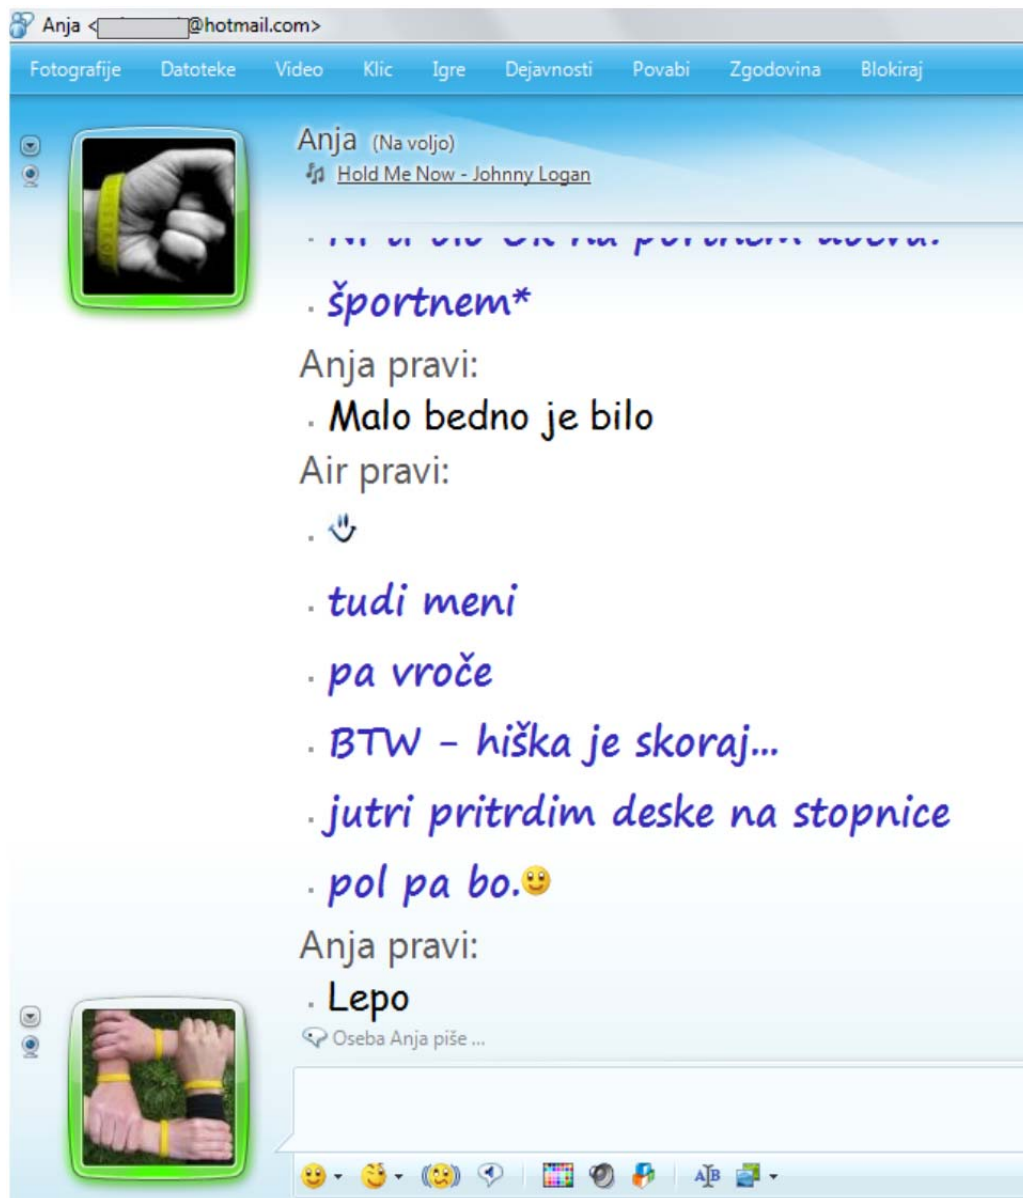 Anja <@hotmail.com>
Fotografije Datoteke Video Klic Igre Dejavnosti Povabi Zgodovina Blokiraj
Anja (Na voljo)
Hold Me Now - Johnny Logan
športnem*
Anja pravi:
Malo bedno je bilo
Air pravi:
tudi meni
pa vroče
BTW – hiška je skoraj...
jutri pritrdim deske na stopnice
pol pa bo.
Anja pravi:
Lepo
Oseba Anja piše ...